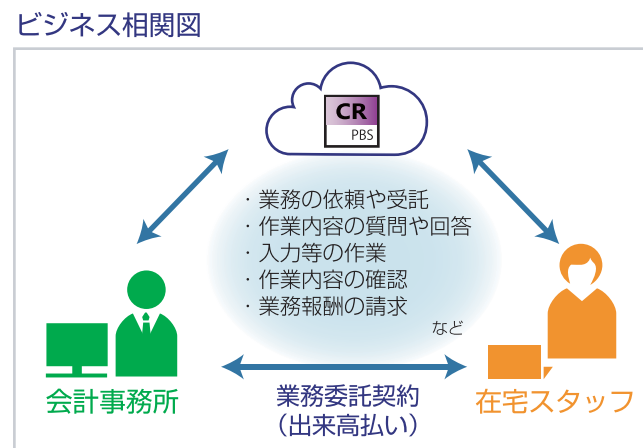 ビジネス相関図
CR
PBS
・業務の依頼や受託
・作業内容の質問や回答
・入力等の作業
・作業内容の確認
・業務報酬の請求
など
会計事務所
業務委託契約
（出来高払い）
在宅スタッフ